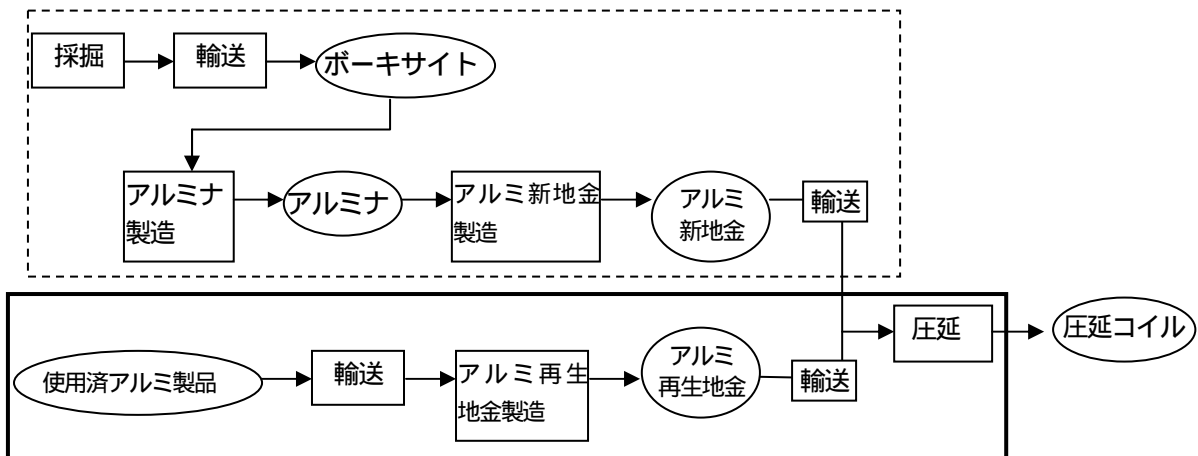 採掘
輸送
ボーキサイト
アルミナ
製造
アルミナ
アルミ新地金
製造
アルミ
新地金
輸送
使用済アルミ製品
輸送
アルミ再生
地金製造
アルミ
再生地金
輸送
圧延
圧延コイル